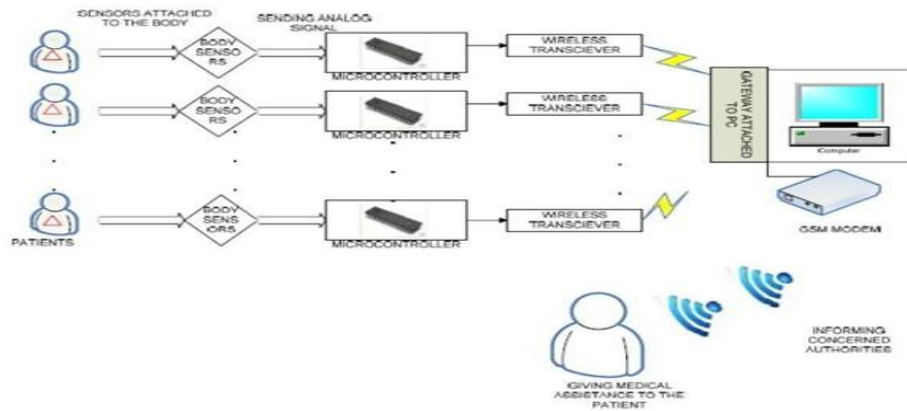 SENSORS ATTACHED
TO THE BODY
SENDING ANALOG
SIGNAL
BODY
SENSO
RS
MICROCONTROLLER
WIRELESS
TRANSCIEVER
BODY
SENSO
RS
MICROCONTROLLER
WIRELESS
TRANSCIEVER
GATEWAY ATTACHED
TO PC
Computer
BODY
SENS
ORS
MICROCONTROLLER
WIRELESS
TRANSCIEVER
PATIENTS
GSM MODEM
INFORMING
CONCERNED
AUTHORITIES
GIVING MEDICAL
ASSISTANCE TO THE
PATIENT